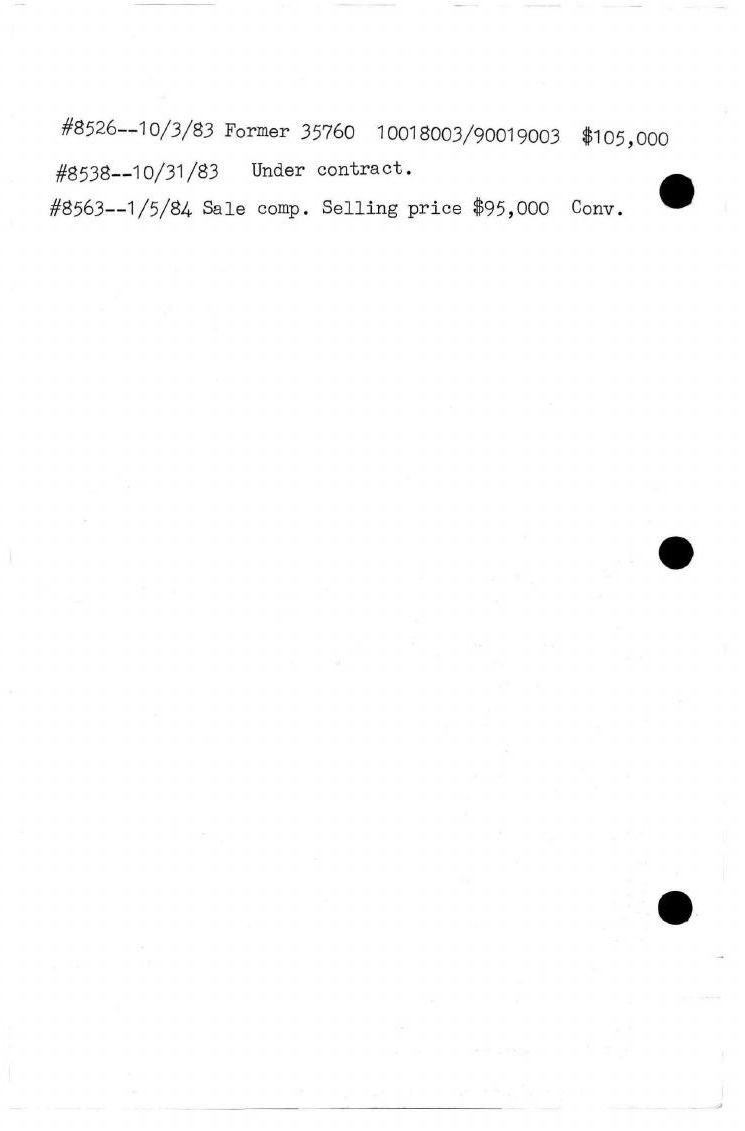 #8526--10/3/83 Former 35760 10018003/90019003 $105,000
#8538--10/31/83 Under contract.
#8563--1/5/84 Sale comp. Selling price $95,000 Conv.